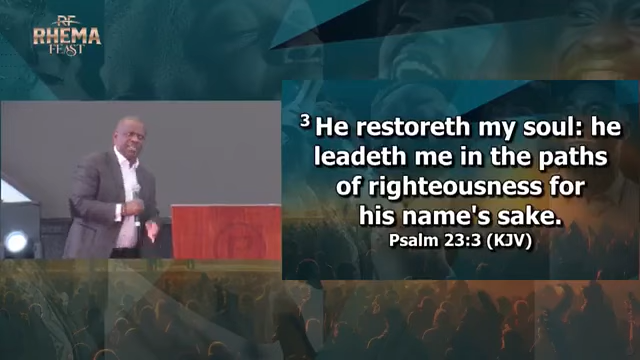 RF
RHEMA
FEAST
3 He restoreth my soul: he
leadeth me in the paths
of righteousness for
his name's sake.
Psalm 23:3 (KJV)